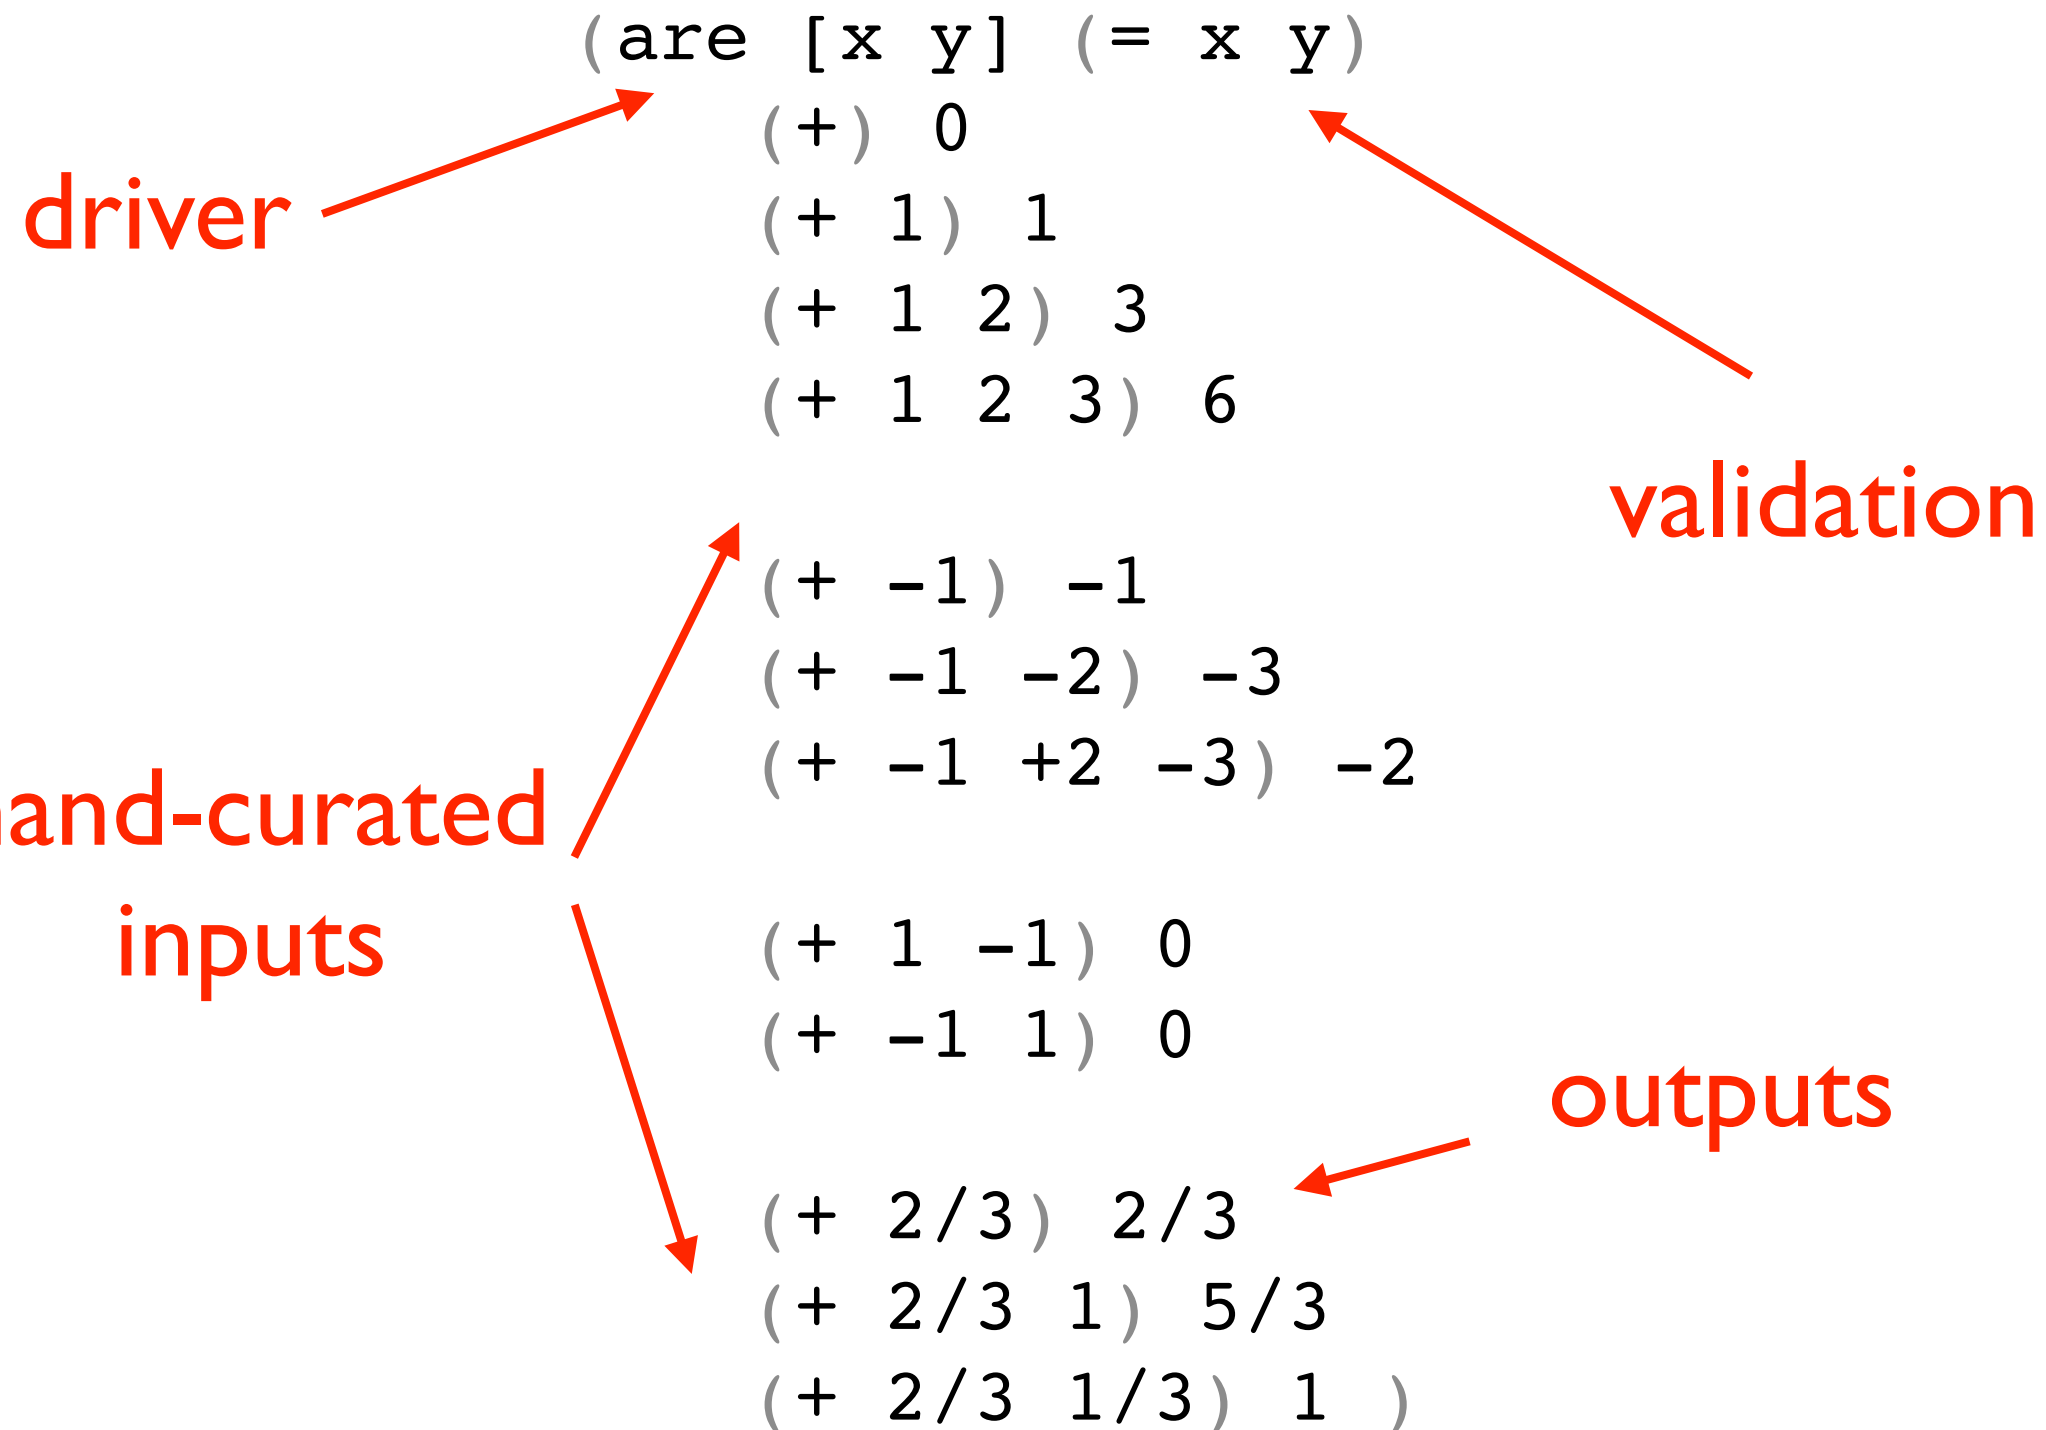 (are [x y] (= x y)
(+) 0
driver
(+ 1) 1
(+ 1 2) 3
(+ 1 2 3) 6
validation
(+ -1) -1
(+ -1 -2) -3
(+ -1 +2 -3) -2
hand-curated
inputs
(+ 1 -1) 0
(+ -1 1) 0
outputs
(+ 2/3) 2/3
(+ 2/3 1) 5/3
(+ 2/3 1/3) 1 )